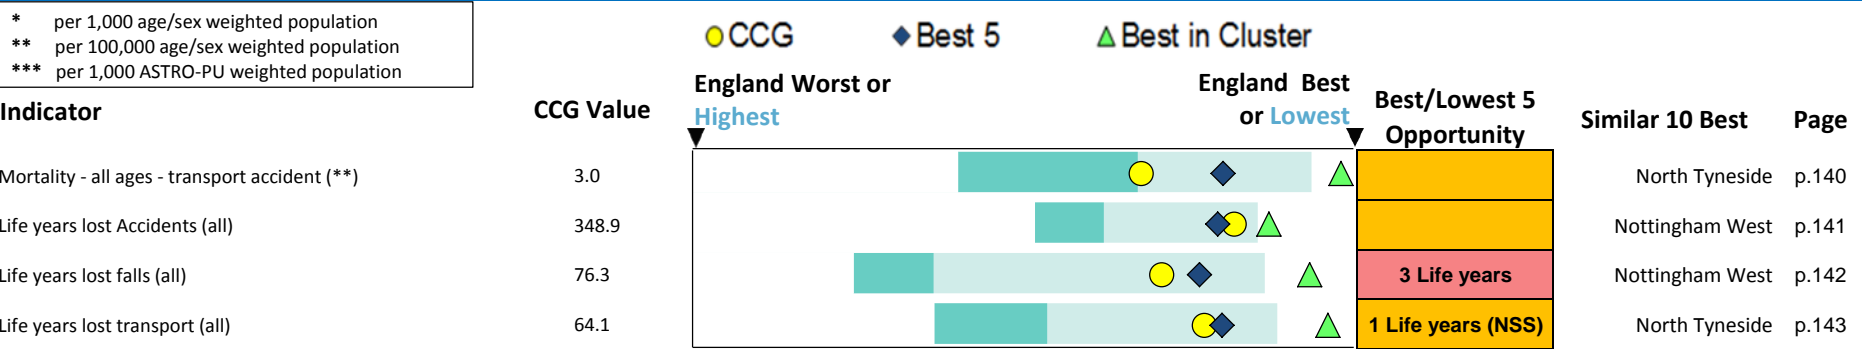 * per 1,000 age/sex weighted population
** per 100,000 age/sex weighted population
*** per 1,000 ASTRO-PU weighted population
CCG Best 5 Best in Cluster
Indicator CCG Value England Worst or Highest England Best or Lowest Best/Lowest 5 Opportunity Similar 10 Best Page
Mortality - all ages - transport accident (**) 3.0 North Tyneside p.140
Life years lost Accidents (all) 348.9 Nottingham West p.141
Life years lost falls (all) 76.3 3 Life years Nottingham West p.142
Life years lost transport (all) 64.1 1 Life years (NSS) North Tyneside p.143